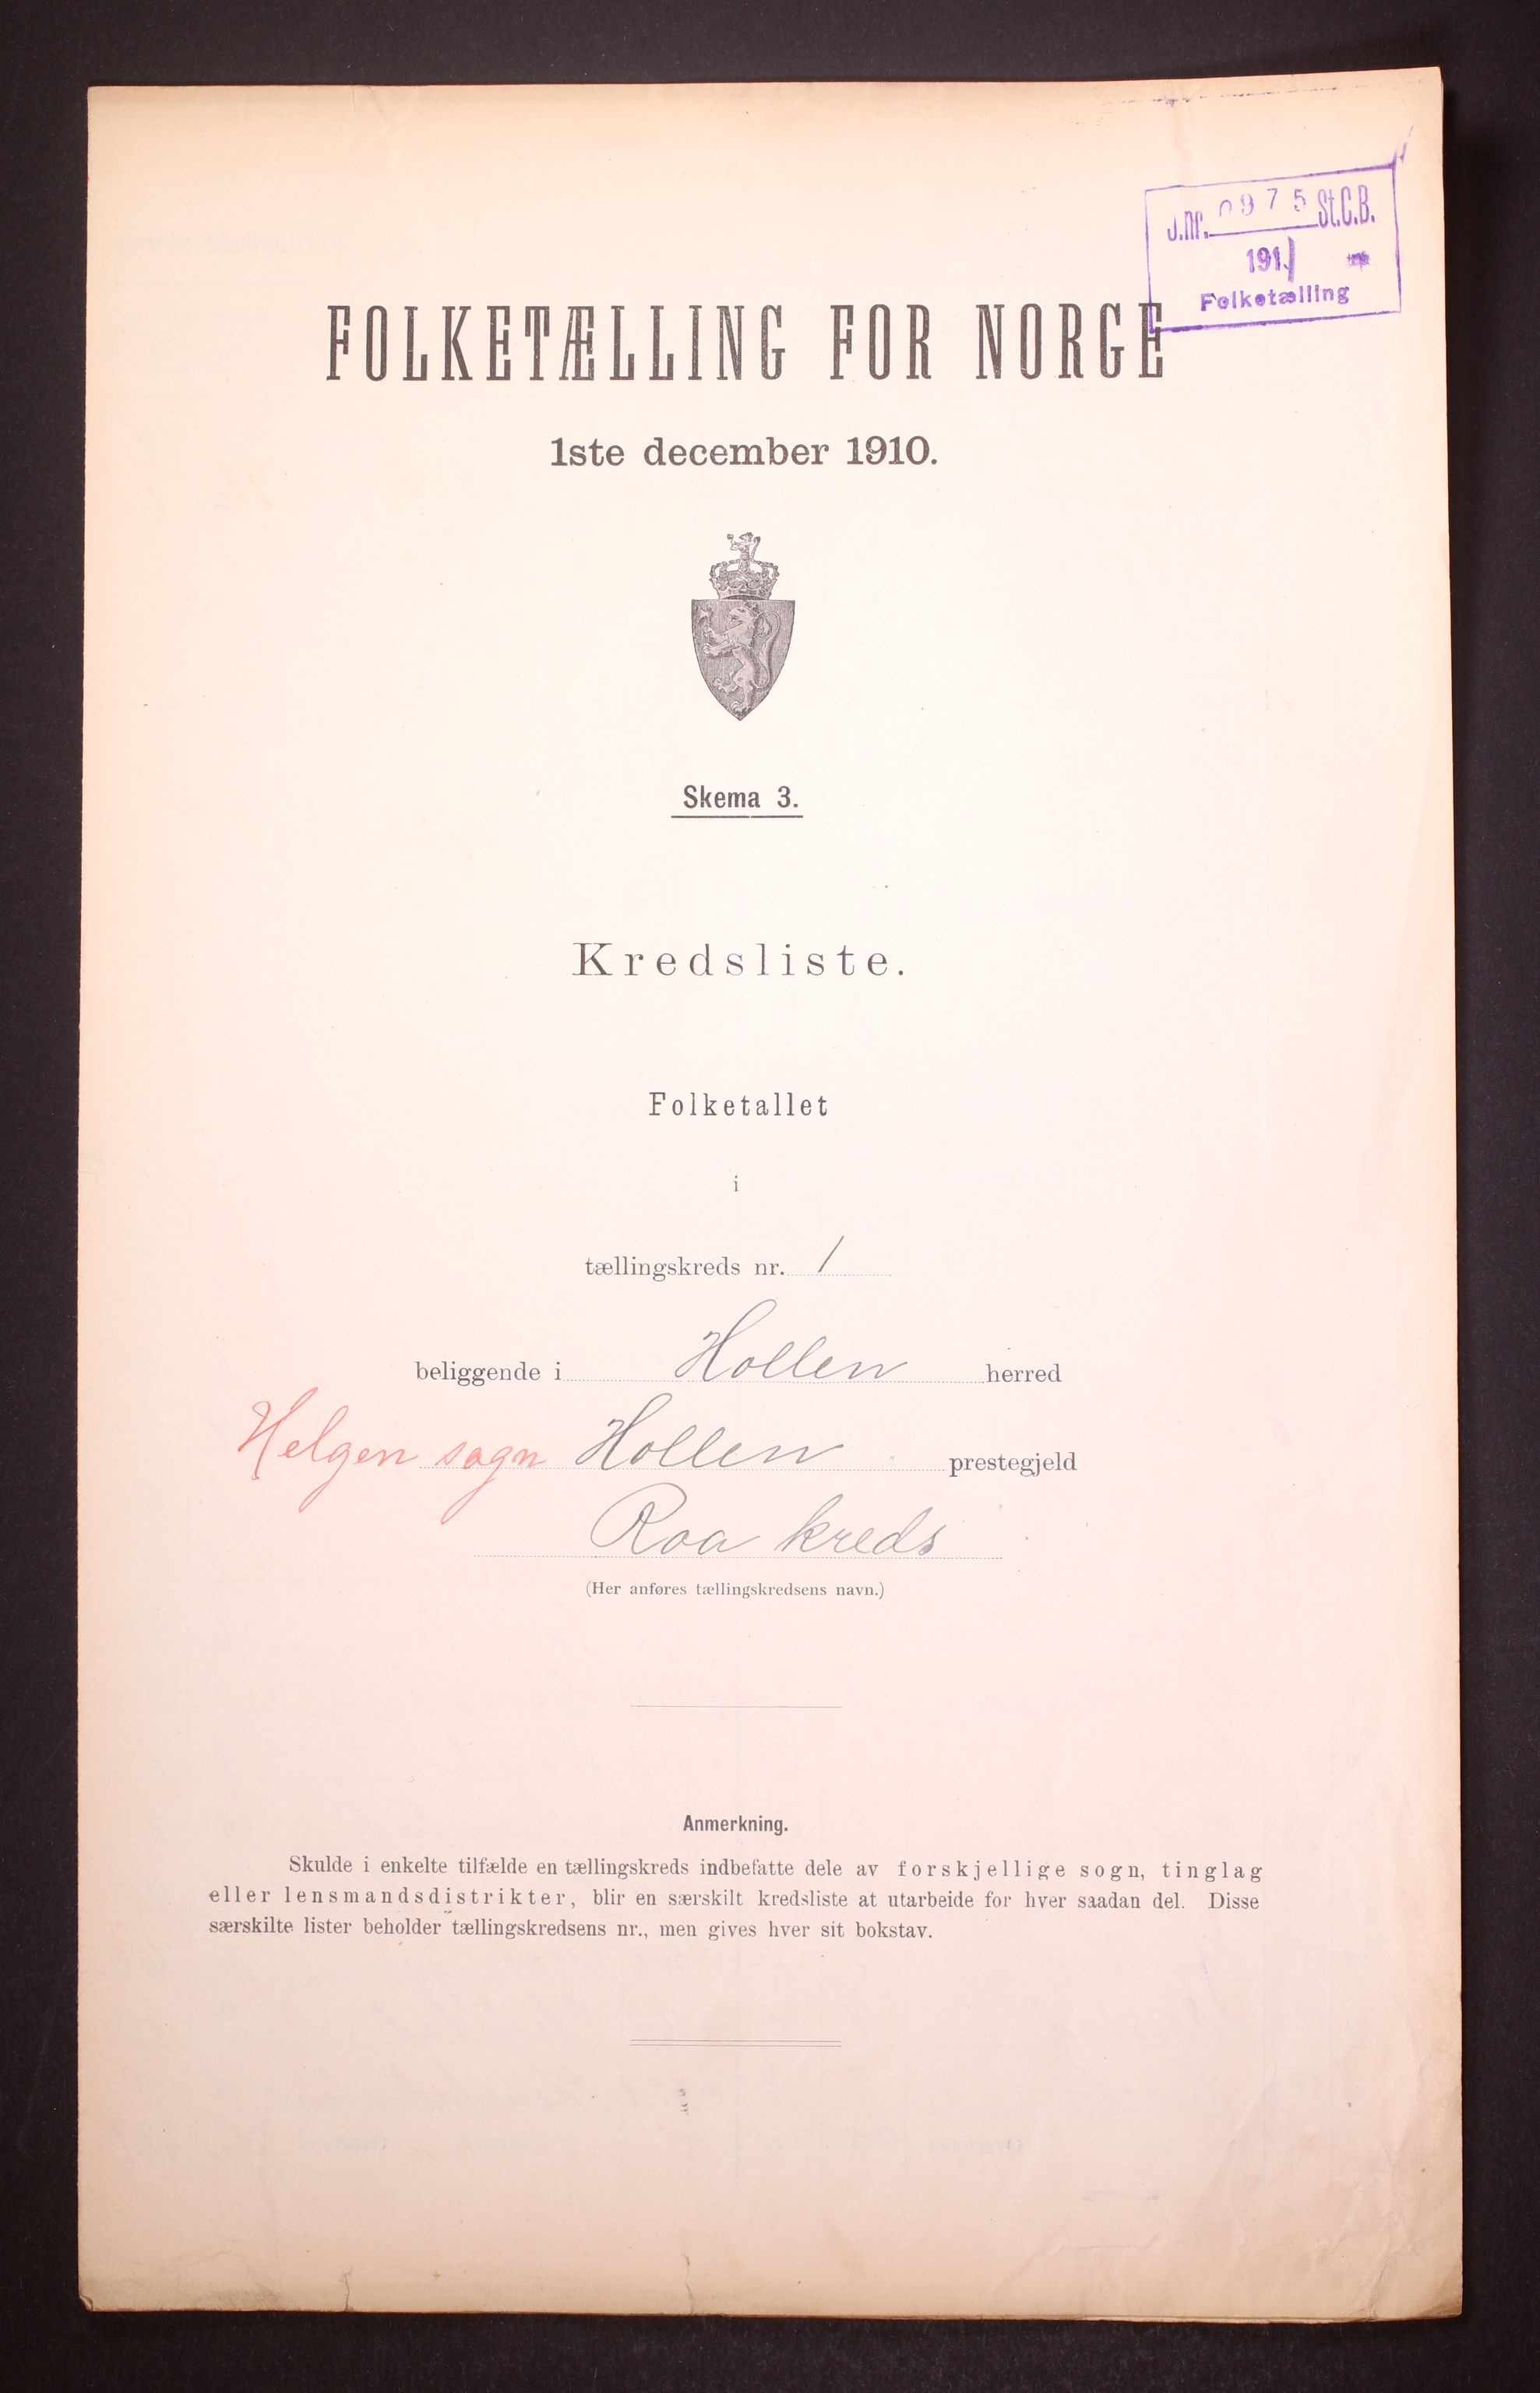 J.nr. 0975 St.C.B.
191
Folketælling
FOLKETÆLLING FOR NORGE
1ste december 1910.
Skema 3.
Kredsliste.
Folketallet
i
tællingskreds nr. 1
beliggende i Hollen herred
Helgen sogn Hollen prestegjeld
Roa kreds
(Her anføres tællingskredsens navn.)
Anmerkning.
Skulde i enkelte tilfælde en tællingskreds indbefatte dele av forskjellige sogn, tinglag
eller lensmandsdistrikter, blir en særskilt kredsliste at utarbeide for hver saadan del. Disse
særskilte lister beholder tællingskredsens nr., men gives hver sit bokstav.